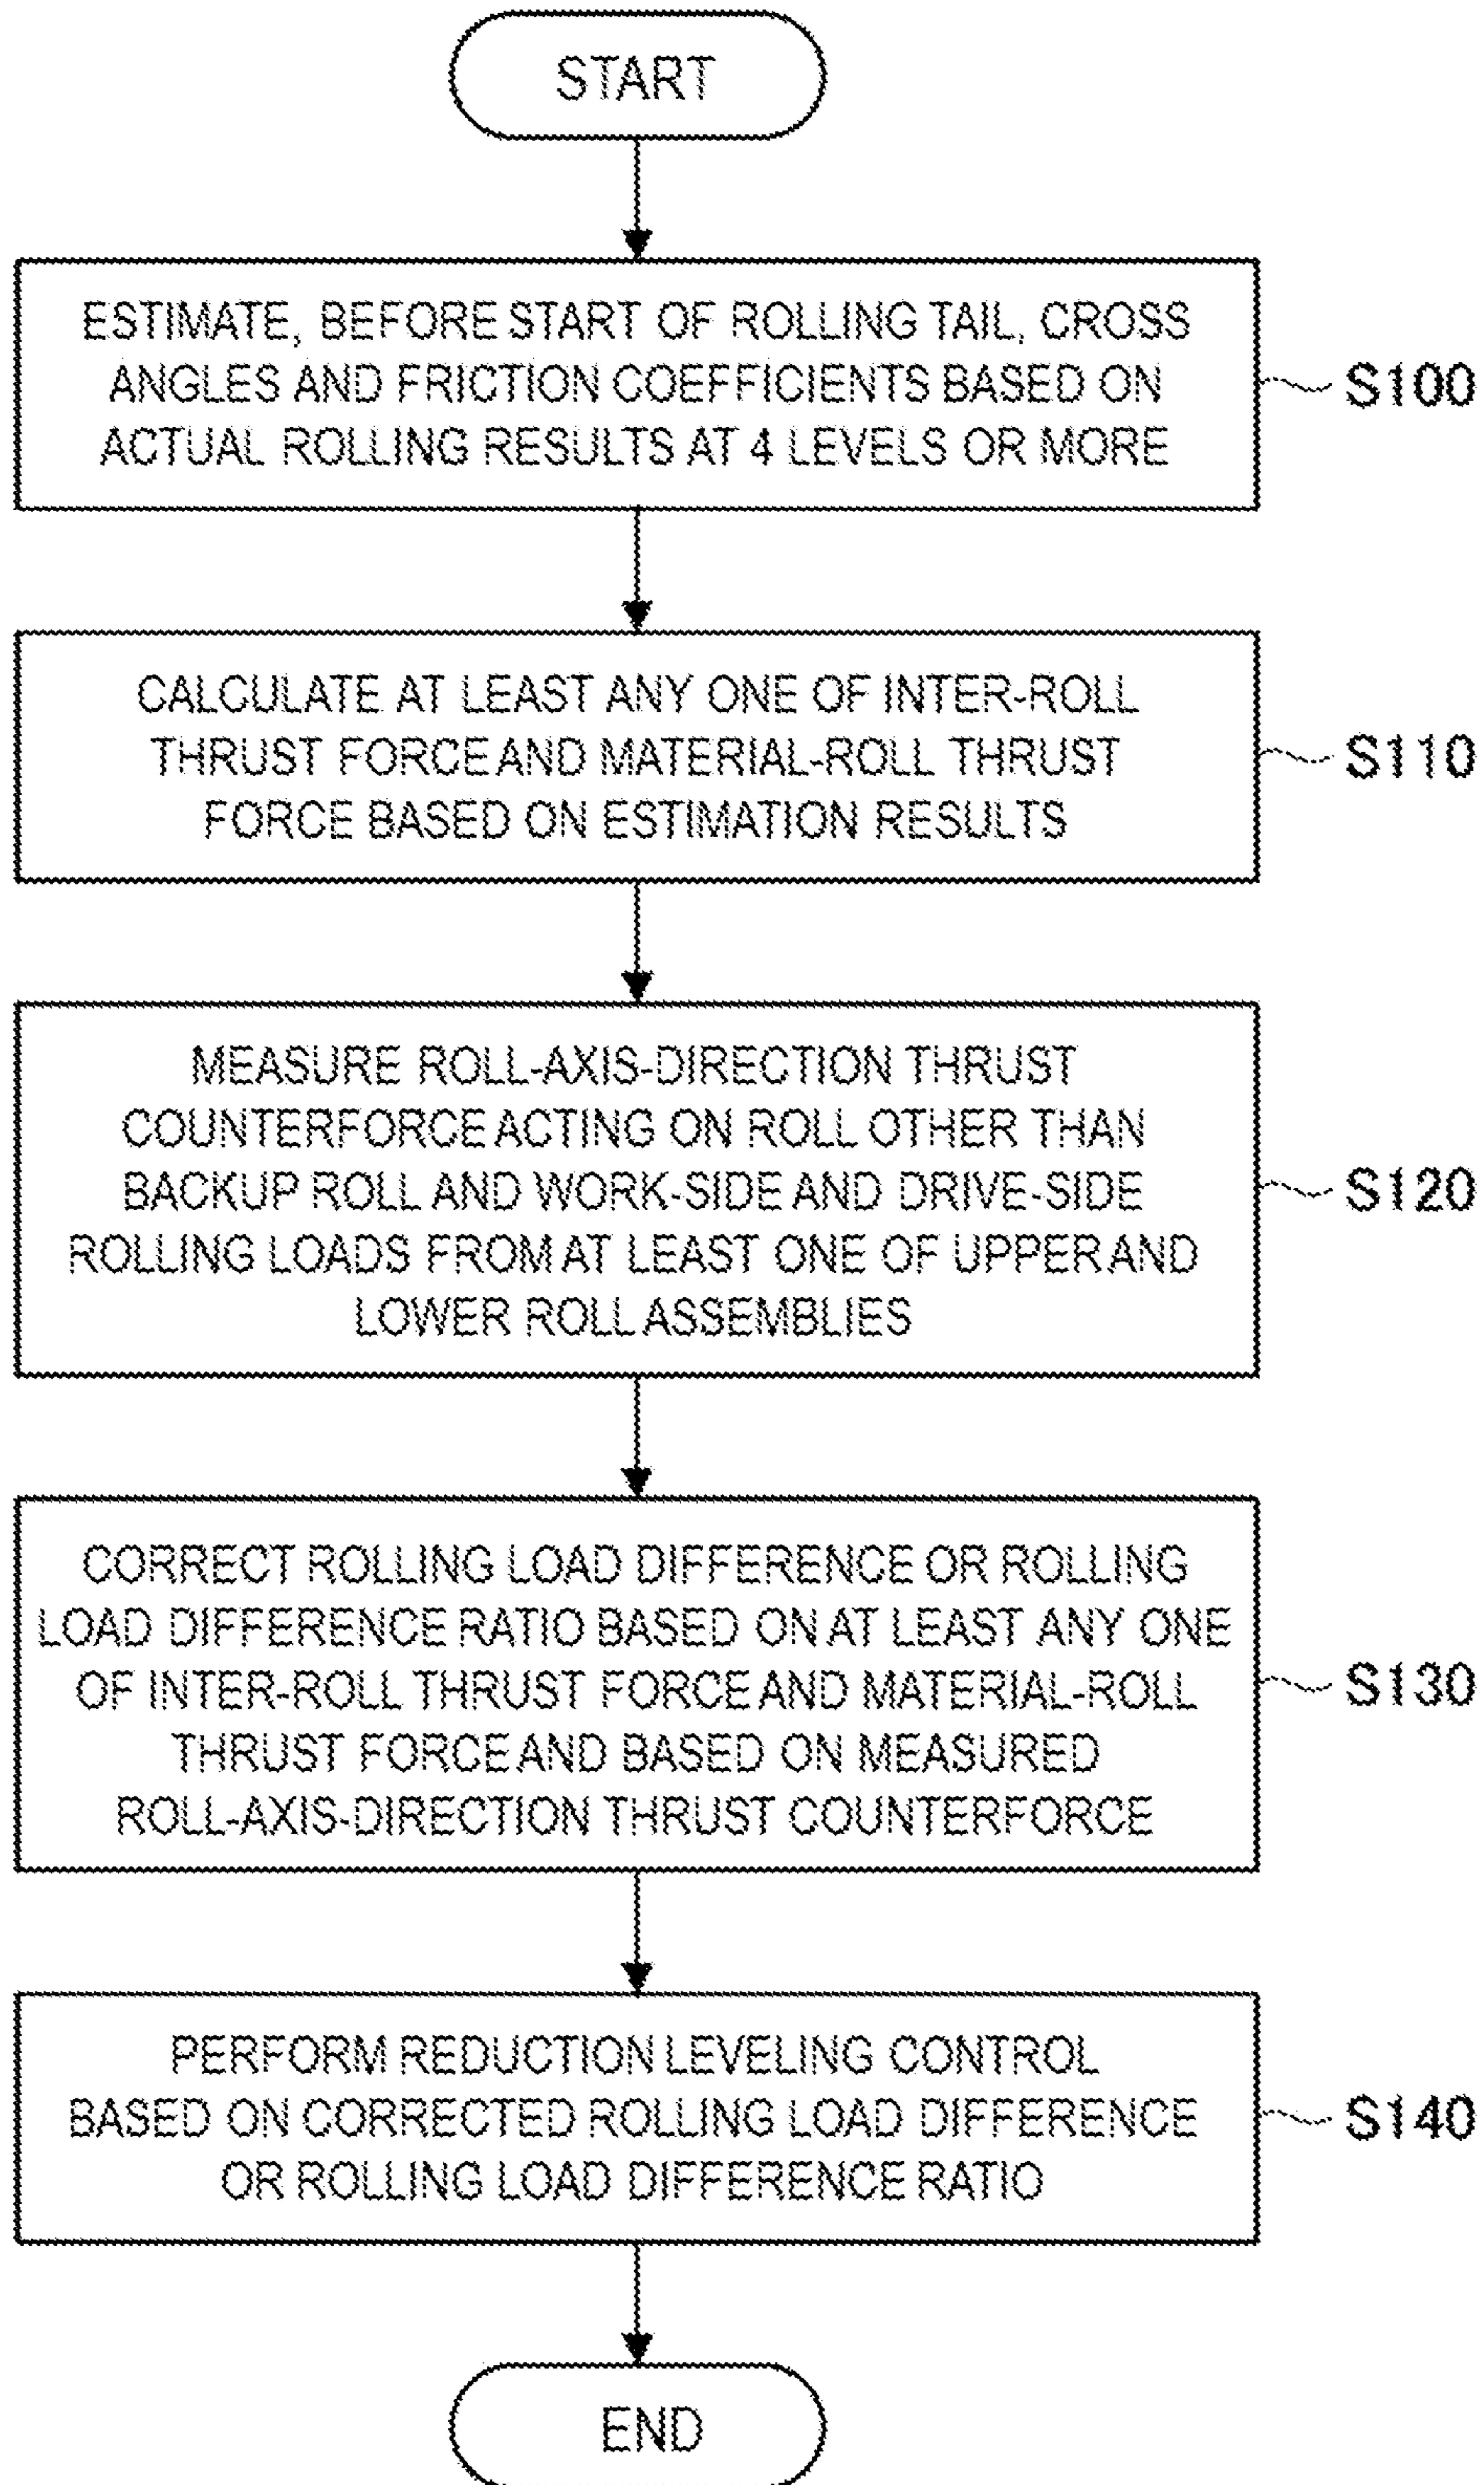 START
ESTIMATE, BEFORE START OF ROLLING TAIL, CROSS
ANGLES AND FRICTION COEFFICIENTS BASED ON
ACTUAL ROLLING RESULTS AT 4 LEVELS OR MORE
S100
CALCULATE AT LEAST ANY ONE OF INTER-ROLL
THRUST FORCE AND MATERIAL-ROLL THRUST
FORCE BASED ON ESTIMATION RESULTS
S110
MEASURE ROLL-AXIS-DIRECTION THRUST
COUNTERFORCE ACTING ON ROLL OTHER THAN
BACKUP ROLL AND WORK-SIDE AND DRIVE-SIDE
ROLLING LOADS FROM AT LEAST ONE OF UPPER AND
LOWER ROLL ASSEMBLIES
S120
CORRECT ROLLING LOAD DIFFERENCE OR ROLLING
LOAD DIFFERENCE RATIO BASED ON AT LEAST ANY ONE
OF INTER-ROLL THRUST FORCE AND MATERIAL-ROLL
THRUST FORCE AND BASED ON MEASURED
ROLL-AXIS-DIRECTION THRUST COUNTERFORCE
S130
PERFORM REDUCTION LEVELING CONTROL
BASED ON CORRECTED ROLLING LOAD DIFFERENCE
OR ROLLING LOAD DIFFERENCE RATIO
S140
END